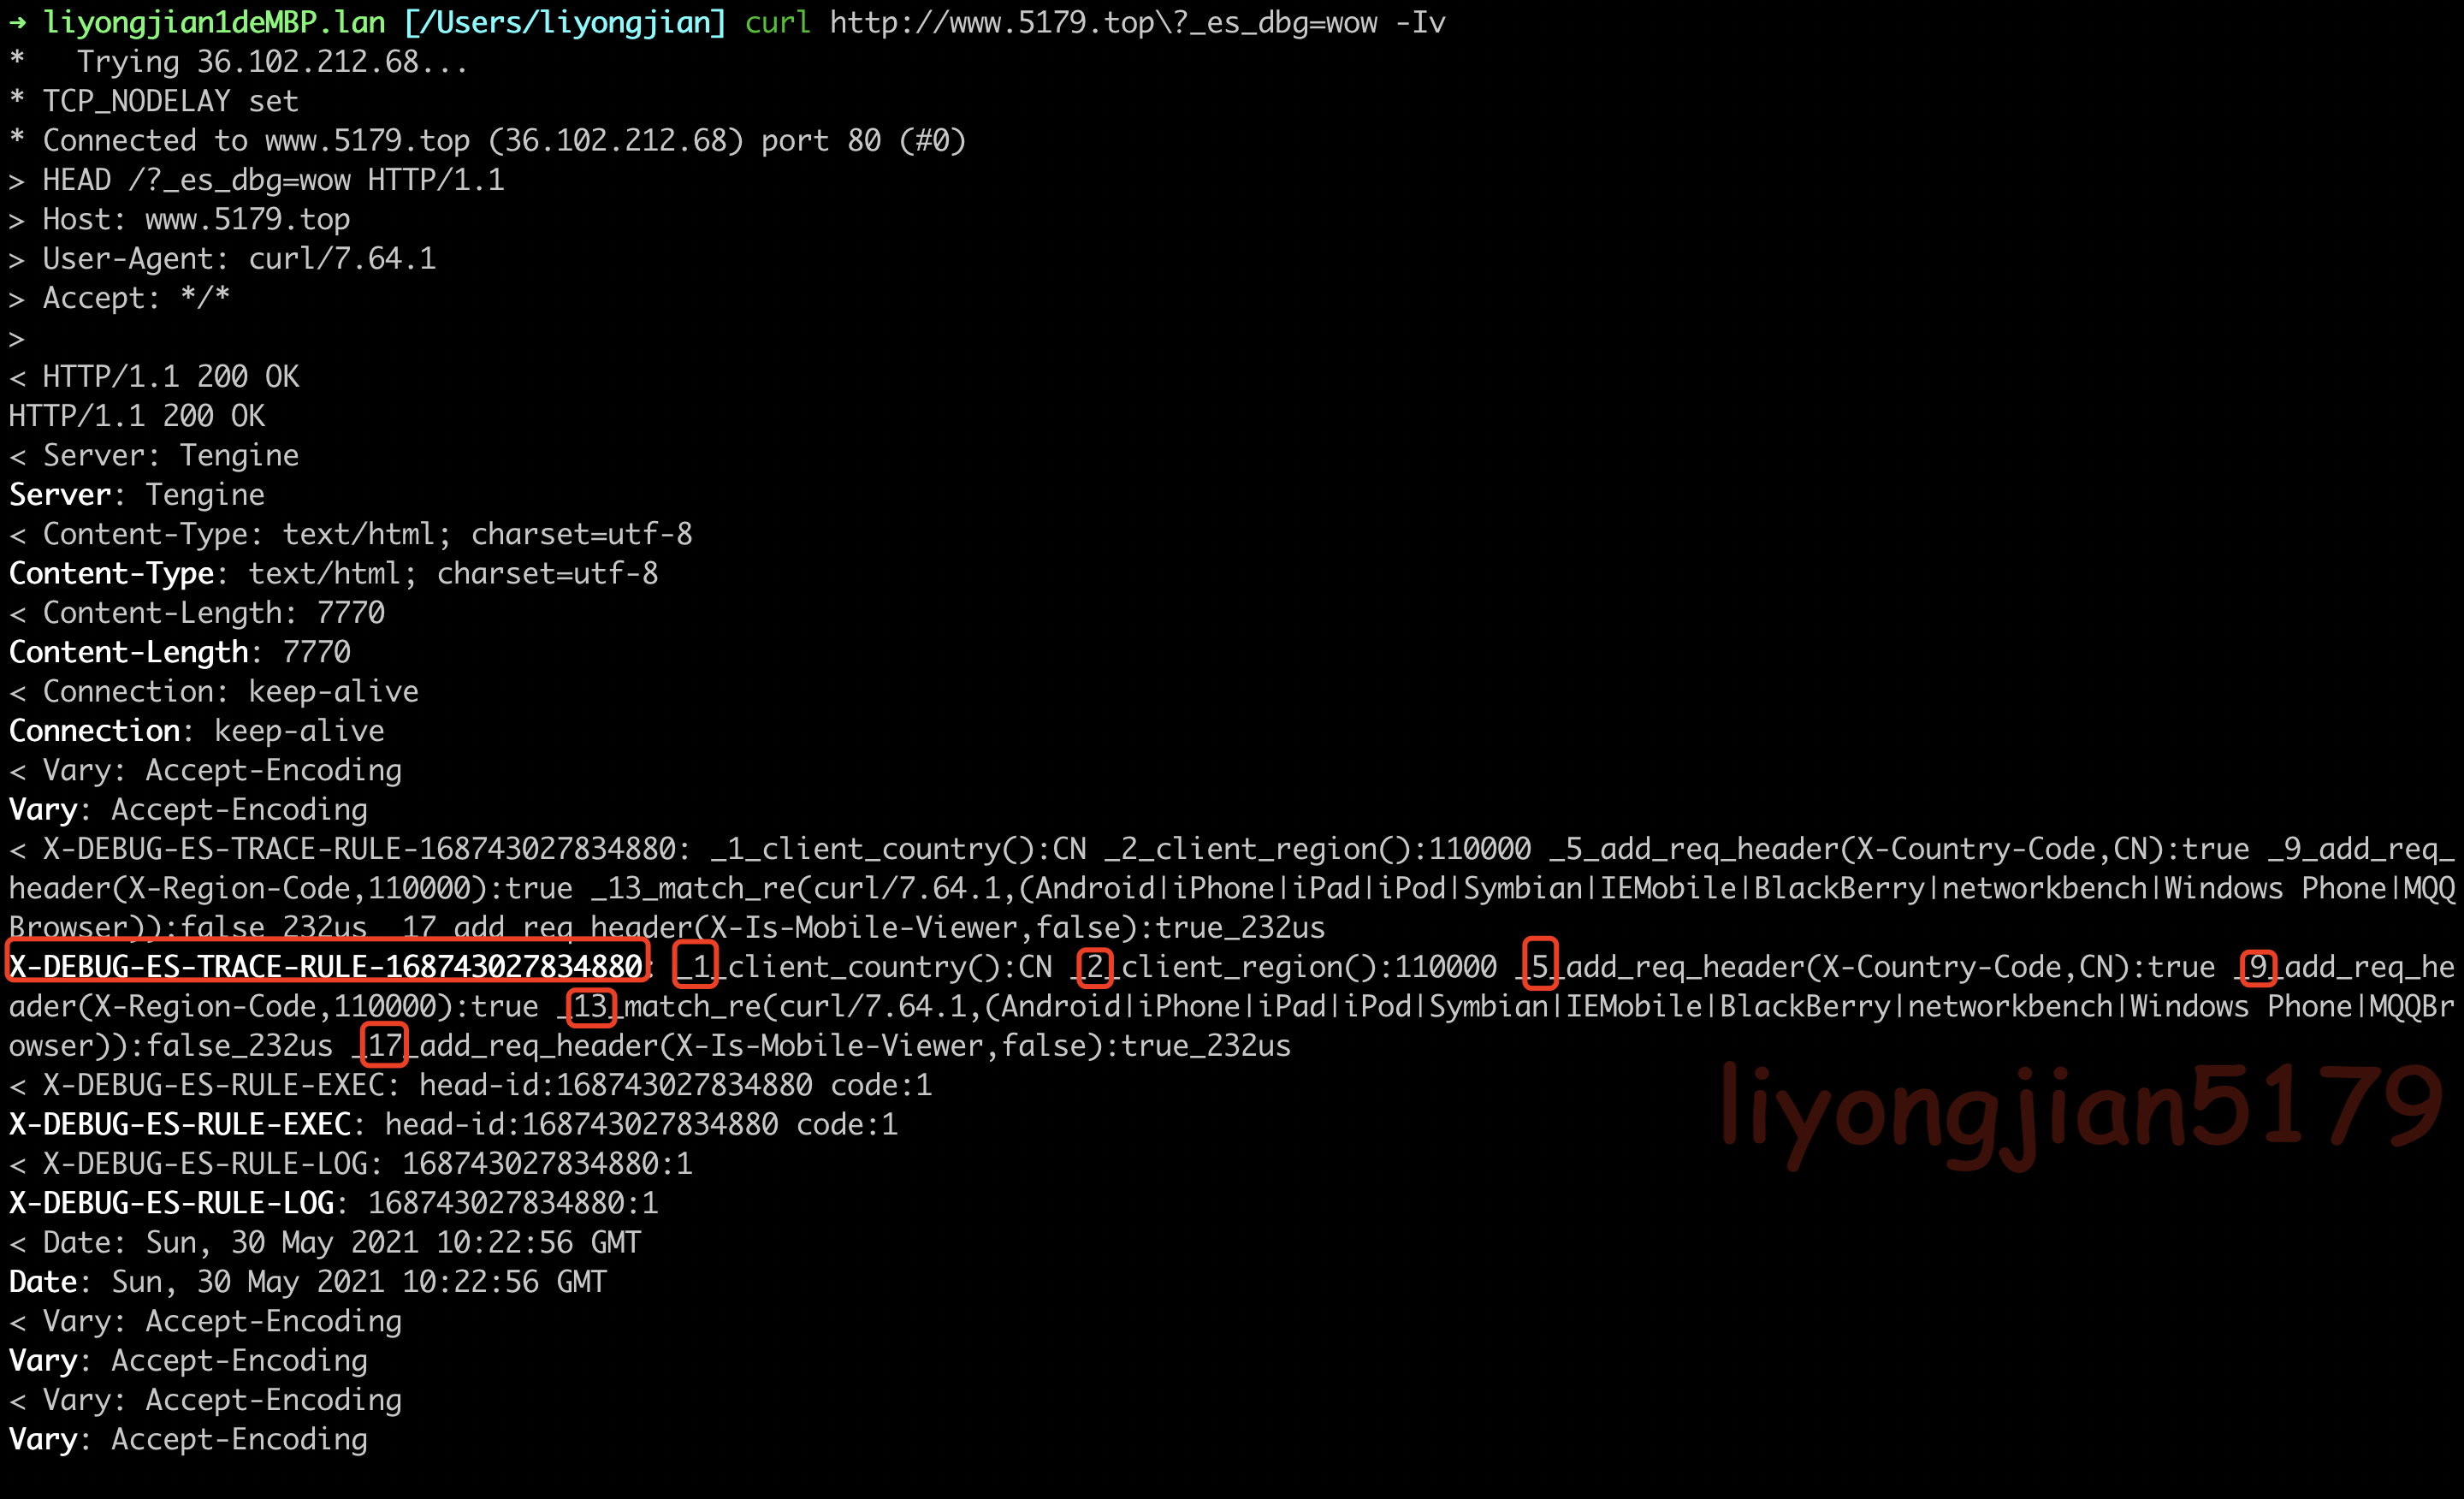 ➜ liyongjian1deMBP.lan [/Users/liyongjian] curl http://www.5179.top\?_es_dbg=wow -Iv
*   Trying 36.102.212.68...
* TCP_NODELAY set
* Connected to www.5179.top (36.102.212.68) port 80 (#0)
> HEAD /?_es_dbg=wow HTTP/1.1
> Host: www.5179.top
> User-Agent: curl/7.64.1
> Accept: */*
>
< HTTP/1.1 200 OK
HTTP/1.1 200 OK
< Server: Tengine
Server: Tengine
< Content-Type: text/html; charset=utf-8
Content-Type: text/html; charset=utf-8
< Content-Length: 7770
Content-Length: 7770
< Connection: keep-alive
Connection: keep-alive
< Vary: Accept-Encoding
Vary: Accept-Encoding
< X-DEBUG-ES-TRACE-RULE-168743027834880: _1_client_country():CN _2_client_region():110000 _5_add_req_header(X-Country-Code,CN):true _9_add_req_
header(X-Region-Code,110000):true _13_match_re(curl/7.64.1,(Android|iPhone|iPad|iPod|Symbian|IEMobile|BlackBerry|networkbench|Windows Phone|MQQ
Browser)):false_232us _17_add_req_header(X-Is-Mobile-Viewer,false):true_232us
X-DEBUG-ES-TRACE-RULE-168743027834880: _1_client_country():CN _2_client_region():110000 _5_add_req_header(X-Country-Code,CN):true _9_add_req_he
ader(X-Region-Code,110000):true _13_match_re(curl/7.64.1,(Android|iPhone|iPad|iPod|Symbian|IEMobile|BlackBerry|networkbench|Windows Phone|MQQBr
owser)):false_232us _17_add_req_header(X-Is-Mobile-Viewer,false):true_232us
< X-DEBUG-ES-RULE-EXEC: head-id:168743027834880 code:1
X-DEBUG-ES-RULE-EXEC: head-id:168743027834880 code:1
< X-DEBUG-ES-RULE-LOG: 168743027834880:1
X-DEBUG-ES-RULE-LOG: 168743027834880:1
liyongjian5179
< Date: Sun, 30 May 2021 10:22:56 GMT
Date: Sun, 30 May 2021 10:22:56 GMT
< Vary: Accept-Encoding
Vary: Accept-Encoding
< Vary: Accept-Encoding
Vary: Accept-Encoding